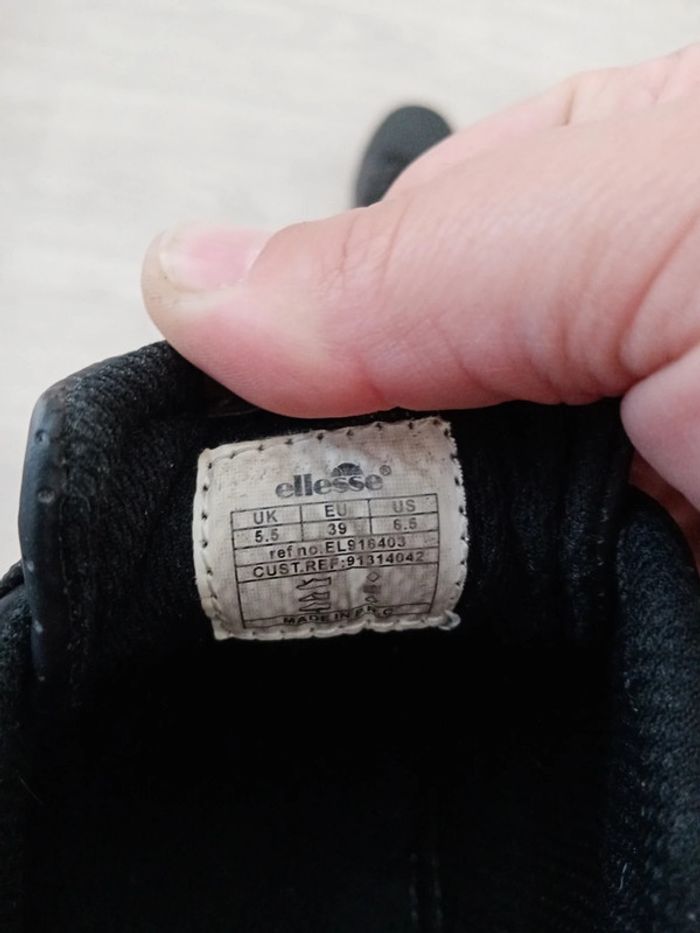 ellesse®
UK EU US
5.5 39 6.5
ref no.EL916403
CUST.REF:91314042
MADE IN P.R.C